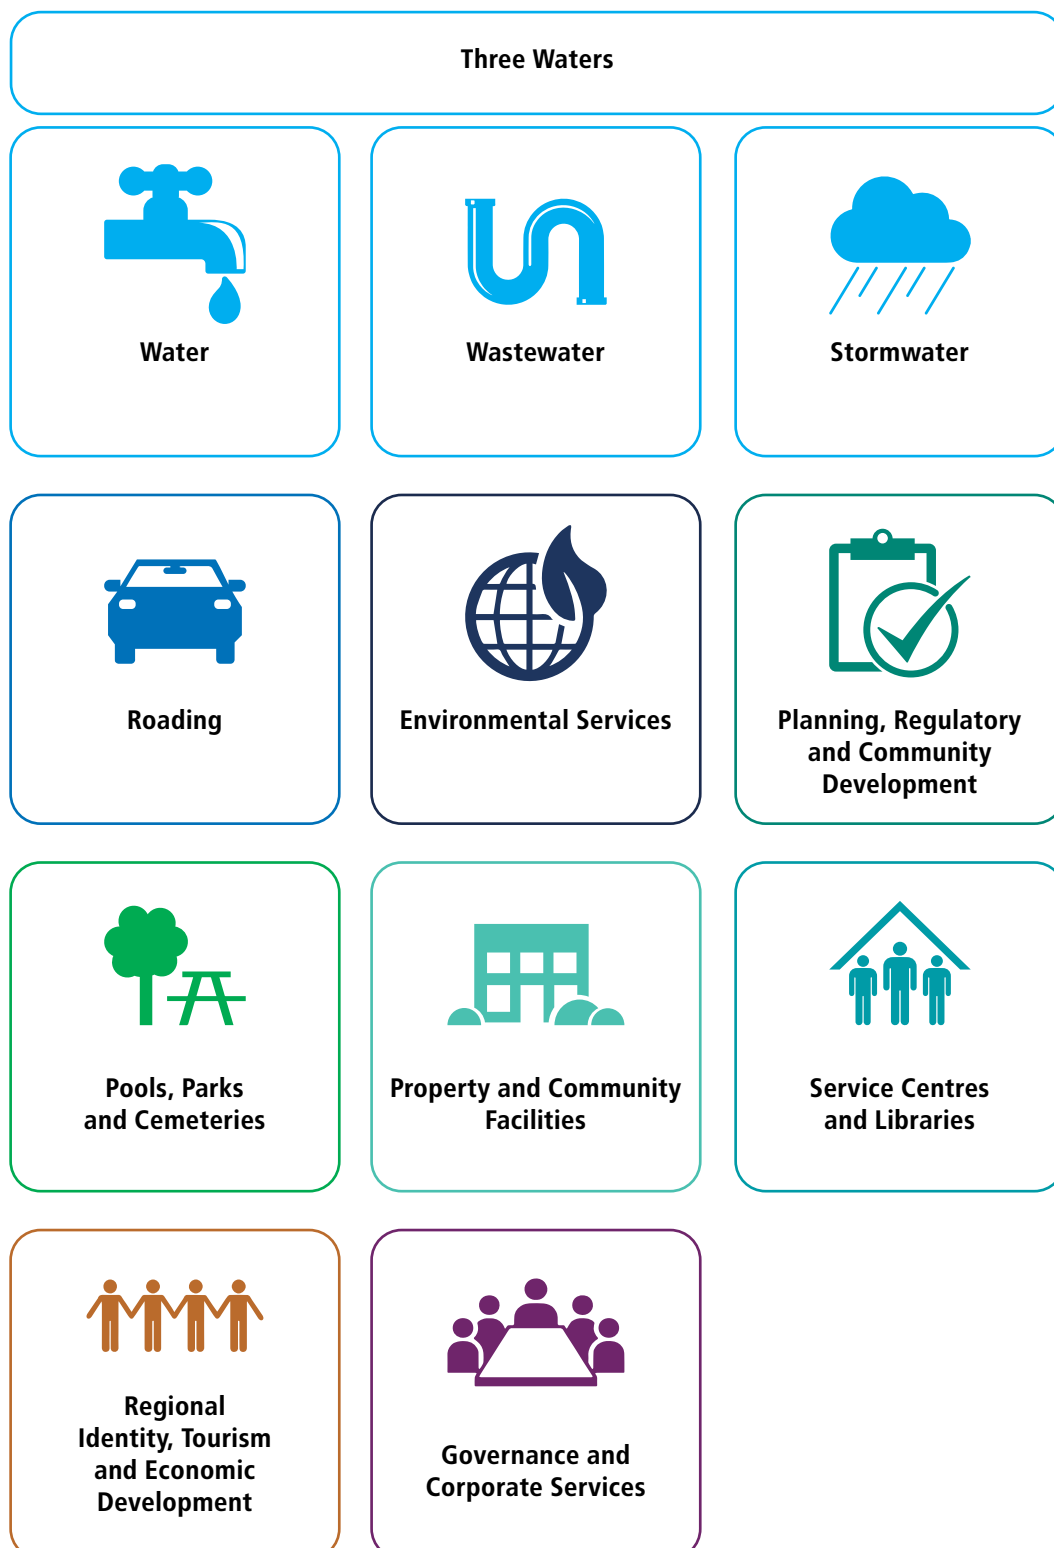 Three Waters
Water
Wastewater
Stormwater
Roading
Environmental Services
Planning, Regulatory
and Community
Development
Pools, Parks
and Cemeteries
Property and Community
Facilities
Service Centres
and Libraries
Regional
Identity, Tourism
and Economic
Development
Governance and
Corporate Services